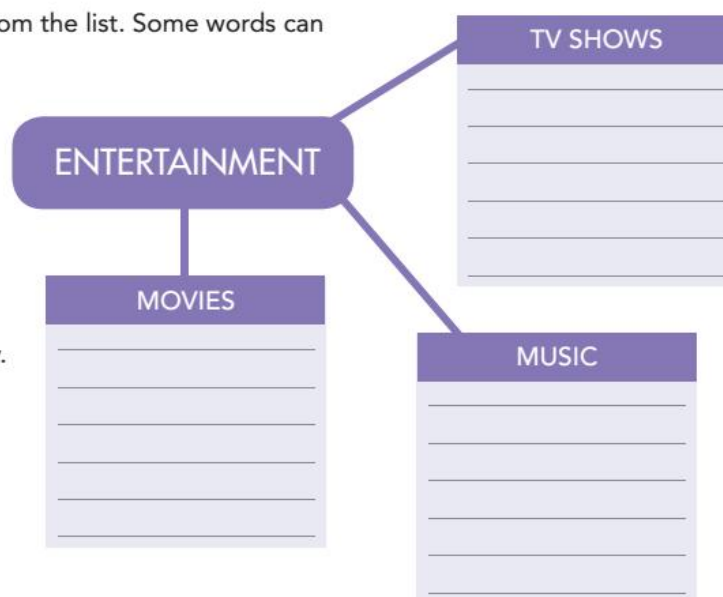 om the list. Some words can
TV SHOWS
ENTERTAINMENT
MOVIES
MUSIC